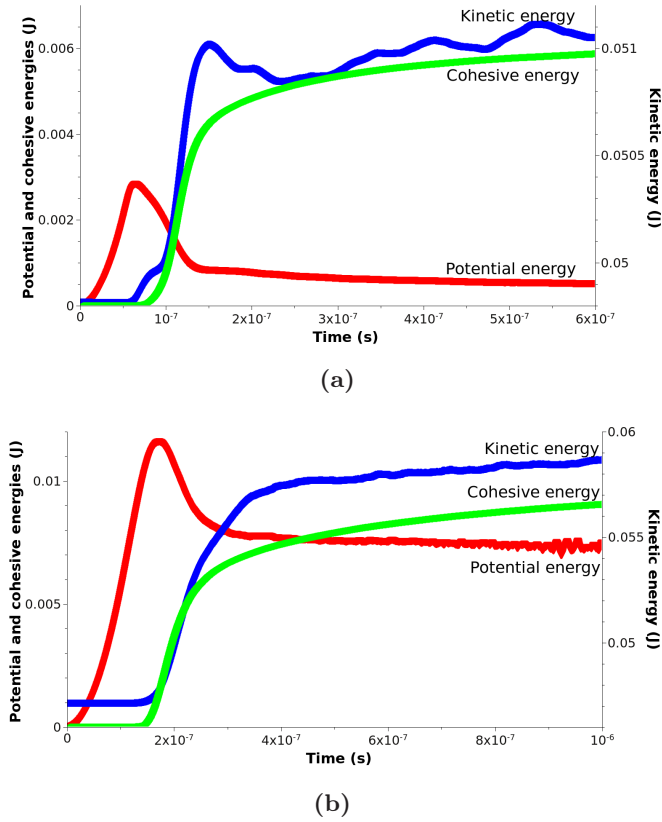 Potential and cohesive energies (J)
0.006
0.004
0.002
0
Kinetic energy
Cohesive energy
Potential energy
0.051
0.0505
0.05
Kinetic energy (J)
0 10⁻⁷ 2x10⁻⁷ 3x10⁻⁷ 4x10⁻⁷ 5x10⁻⁷ 6x10⁻⁷
Time (s)
(a)
Potential and cohesive energies (J)
0.01
0.005
0
Kinetic energy
Cohesive energy
Potential energy
0.06
0.055
0.05
Kinetic energy (J)
0 2x10⁻⁷ 4x10⁻⁷ 6x10⁻⁷ 8x10⁻⁷ 10⁻⁶
Time (s)
(b)